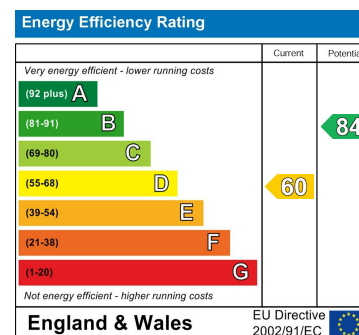 Energy Efficiency Rating
Current
Very energy efficient - lower running costs
(92 plus) A
(81-91) B
84
(69-80) C
(55-68) D
60
(39-54) E
(21-38) F
(1-20) G
Not energy efficient - higher running costs
England & Wales
EU Directive
2002/91/EC